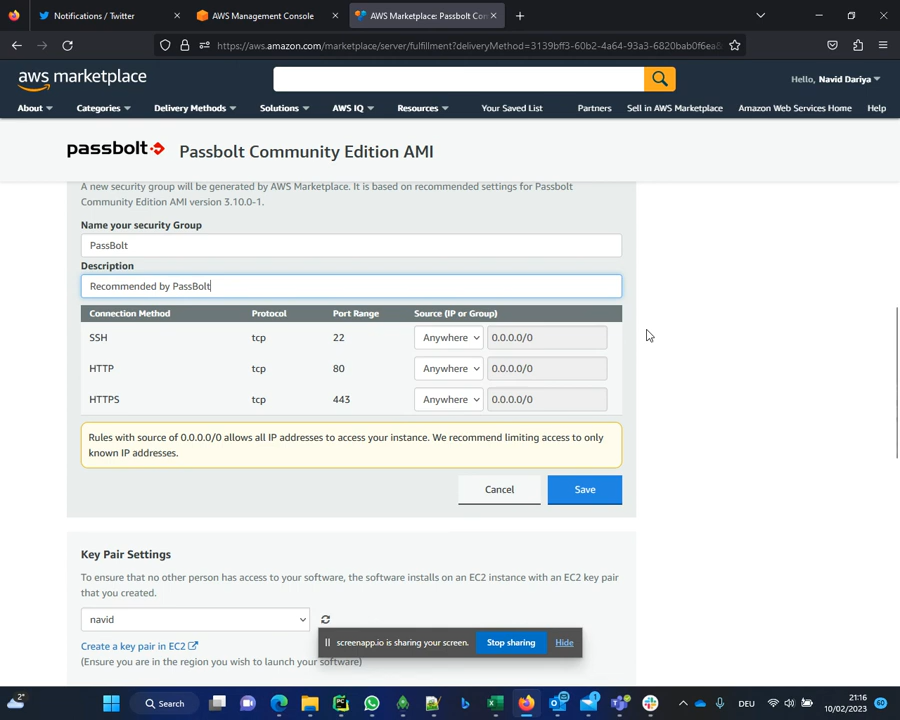 Notifications / Twitter
AWS Management Console
AWS Marketplace: Passbolt Con
https://aws.amazon.com/marketplace/server/fulfillment?deliveryMethod=3139bff3-60b2-4a64-93a3-6820bab0f6ea8
aws marketplace
Hello, Navid Dariya
About
Categories
Delivery Methods
Solutions
AWS IQ
Resources
Your Saved List
Partners
Sell in AWS Marketplace
Amazon Web Services Home
Help
passbolt
Passbolt Community Edition AMI
A new security group will be generated by AWS Marketplace. It is based on recommended settings for Passbolt
Community Edition AMI version 3.10.0-1.
Name your security Group
PassBolt
Description
Recommended by PassBolt
Connection Method Protocol Port Range Source (IP or Group)
SSH tcp 22 Anywhere 0.0.0.0/0
HTTP tcp 80 Anywhere 0.0.0.0/0
HTTPS tcp 443 Anywhere 0.0.0.0/0
Rules with source of 0.0.0.0/0 allows all IP addresses to access your instance. We recommend limiting access to only
known IP addresses.
Cancel
Save
Key Pair Settings
To ensure that no other person has access to your software, the software installs on an EC2 instance with an EC2 key pair
that you created.
navid
screenapp.io is sharing your screen.
Stop sharing
Hide
Create a key pair in EC2
(Ensure you are in the region you wish to launch your software)
2°
Search
DEU
21:16
10/02/2023
60